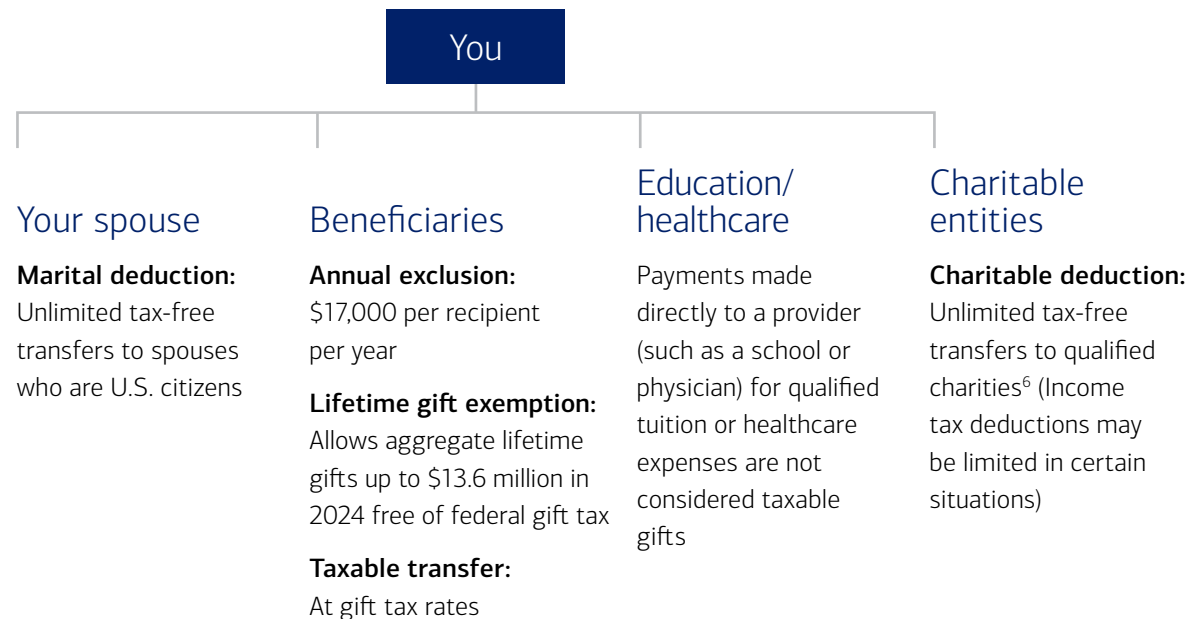 You
Your spouse
Marital deduction:
Unlimited tax-free
transfers to spouses
who are U.S. citizens
Beneficiaries
Annual exclusion:
$17,000 per recipient
per year
Lifetime gift exemption:
Allows aggregate lifetime
gifts up to $13.6 million in
2024 free of federal gift tax
Taxable transfer:
At gift tax rates
Education/
healthcare
Payments made
directly to a provider
(such as a school or
physician) for qualified
tuition or healthcare
expenses are not
considered taxable
gifts
Charitable
entities
Charitable deduction:
Unlimited tax-free
transfers to qualified
charities⁶ (Income
tax deductions may
be limited in certain
situations)